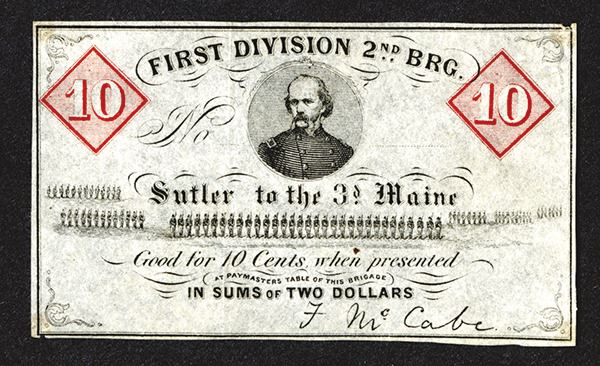 FIRST DIVISION 2ND BRG.
10
10
No
Sutler to the 3d Maine
Good for 10 Cents, when presented
AT PAYMASTERS TABLE OF THIS BRIGADE
IN SUMS OF TWO DOLLARS
F McCabe.